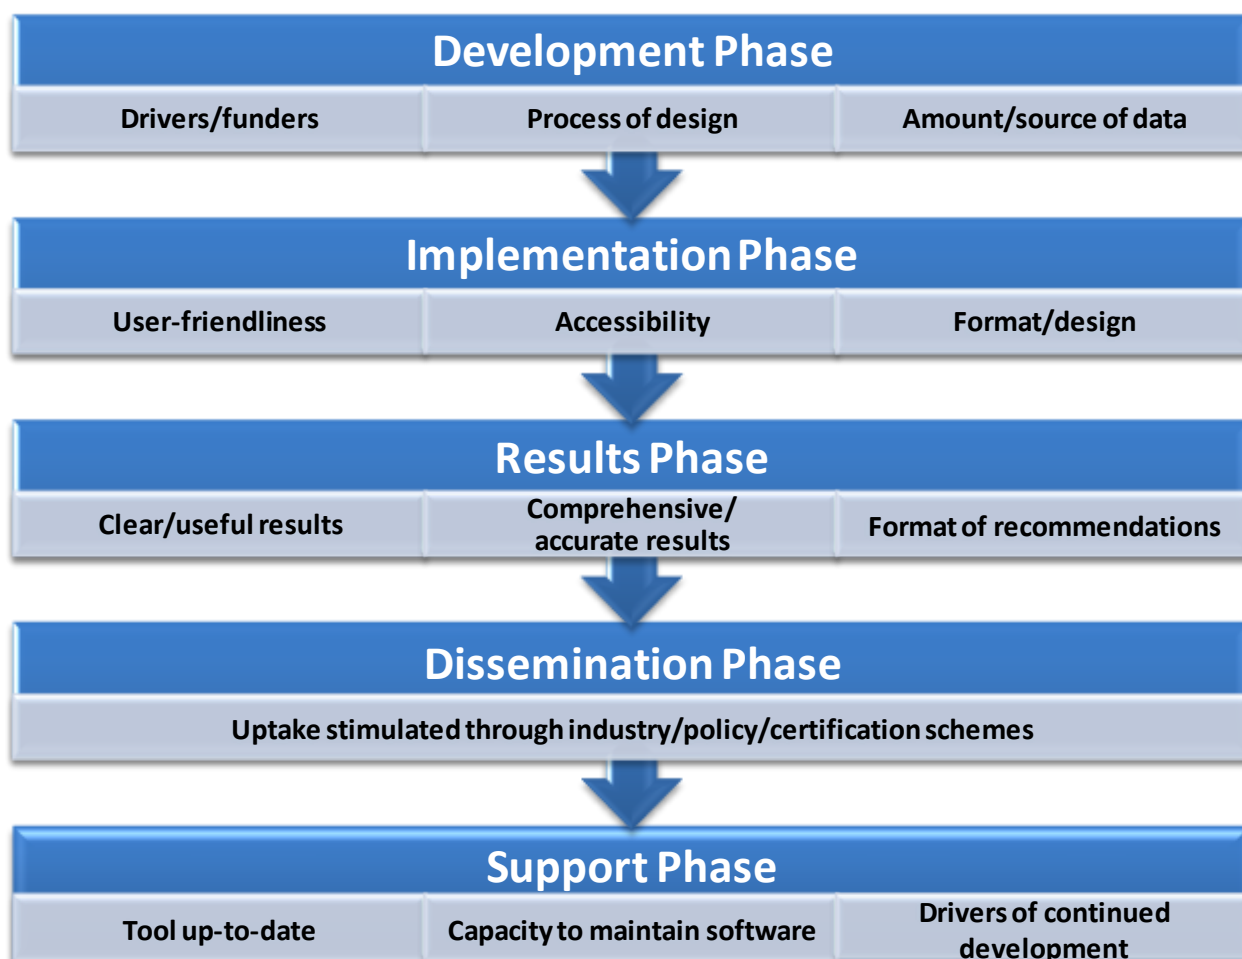 Development Phase
Drivers/funders
Process of design
Amount/source of data
Implementation Phase
User-friendliness
Accessibility
Format/design
Results Phase
Clear/useful results
Comprehensive/
accurate results
Format of recommendations
Dissemination Phase
Uptake stimulated through industry/policy/certification schemes
Support Phase
Tool up-to-date
Capacity to maintain software
Drivers of continued
development